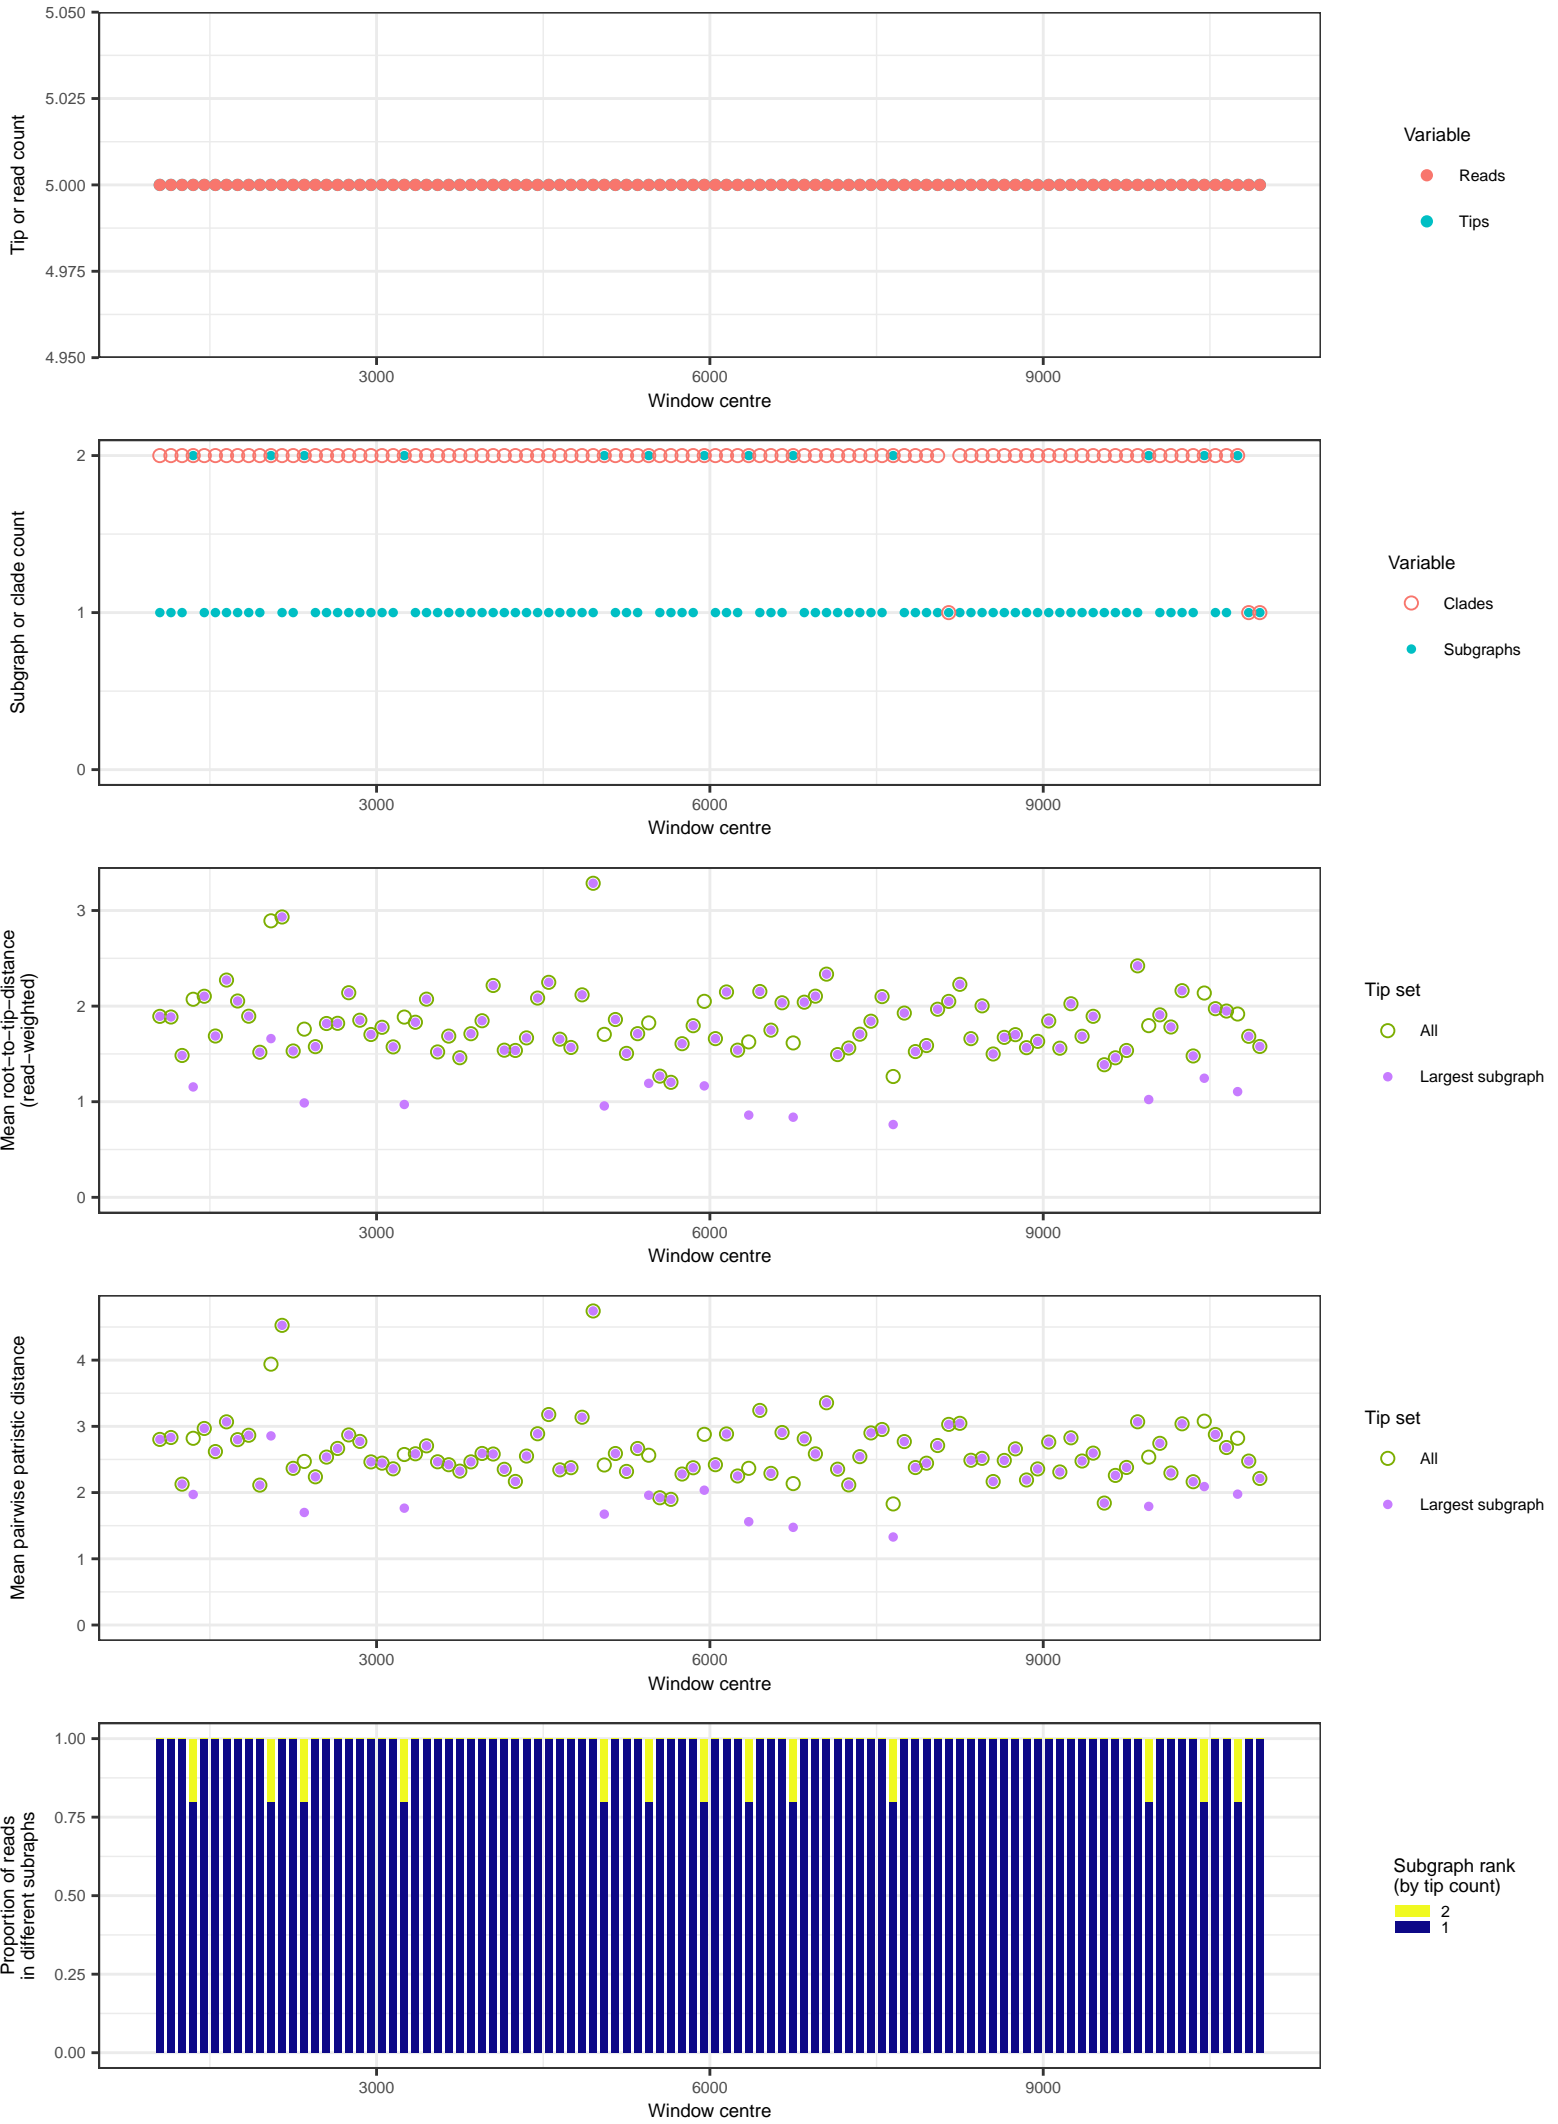 5.050
5.025
5.000
4.975
4.950
Tip or read count
3000
6000
9000
Window centre
Variable
Reads
Tips
2
1
0
Subgraph or clade count
3000
6000
9000
Window centre
Variable
Clades
Subgraphs
3
2
1
0
Mean root−to−tip−distance
(read−weighted)
3000
6000
9000
Window centre
Tip set
All
Largest subgraph
4
3
2
1
0
Mean pairwise patristic distance
3000
6000
9000
Window centre
Tip set
All
Largest subgraph
1.00
0.75
0.50
0.25
0.00
Proportion of reads
in different subraphs
3000
6000
9000
Window centre
Subgraph rank
(by tip count)
2
1